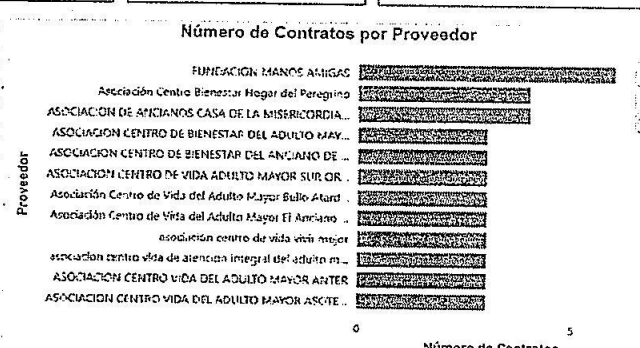 Número de Contratos por Proveedor
FUNDACION MANOS AMIGAS
Asociación Centro Bienestar Hogar del Peregrino
ASOCIACION DE ANCIANOS CASA DE LA MISERICORDIA...
ASOCIACION CENTRO DE BIENESTAR DEL ADULTO MAY...
ASOCIACION CENTRO DE BIENESTAR DEL ANCIANO DE ...
ASOCIACION CENTRO DE VIDA ADULTO MAYOR SUR OR...
Asociación Centro de Vida del Adulto Mayor Bello Atard...
Asociación Centro de Vida del Adulto Mayor El Anciano ...
asociación centro de vida vivir mejor
asociacion centro vida de atencion integral del adulto m...
ASOCIACION CENTRO VIDA DEL ADULTO MAYOR ANTER
ASOCIACION CENTRO VIDA DEL ADULTO MAYOR ASOTE...
Proveedor
0 5
Número de Contratos